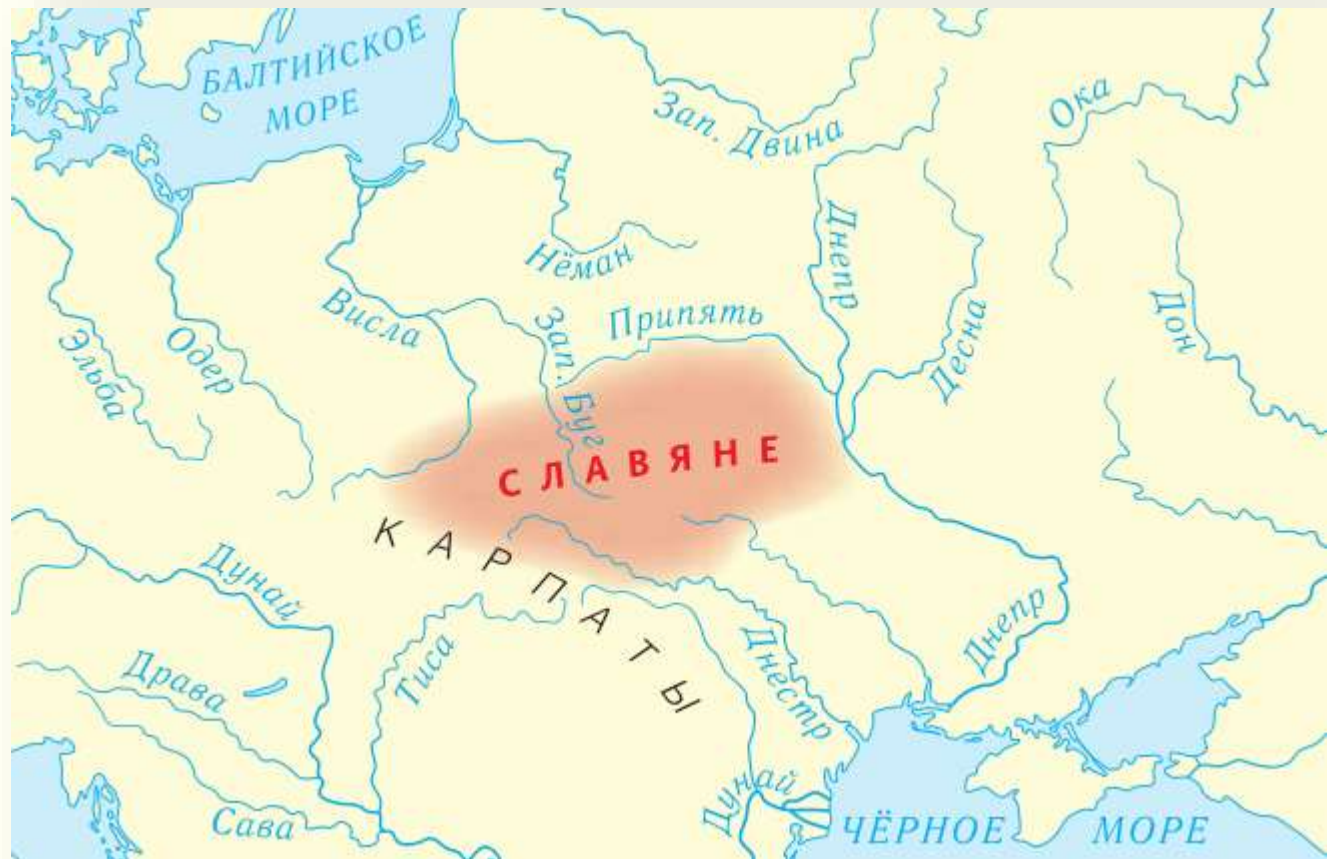 БАЛТИЙСКОЕ
МОРЕ
Зап. Двина
Ока
Нёман
Днепр
Десна
Дон
Висла
Одер
Эльба
Зап. Буг
Припять
СЛАВЯНЕ
КАРПАТЫ
Дунай
Тиса
Драва
Сава
Днестр
Днепр
Дунай
ЧЁРНОЕ МОРЕ